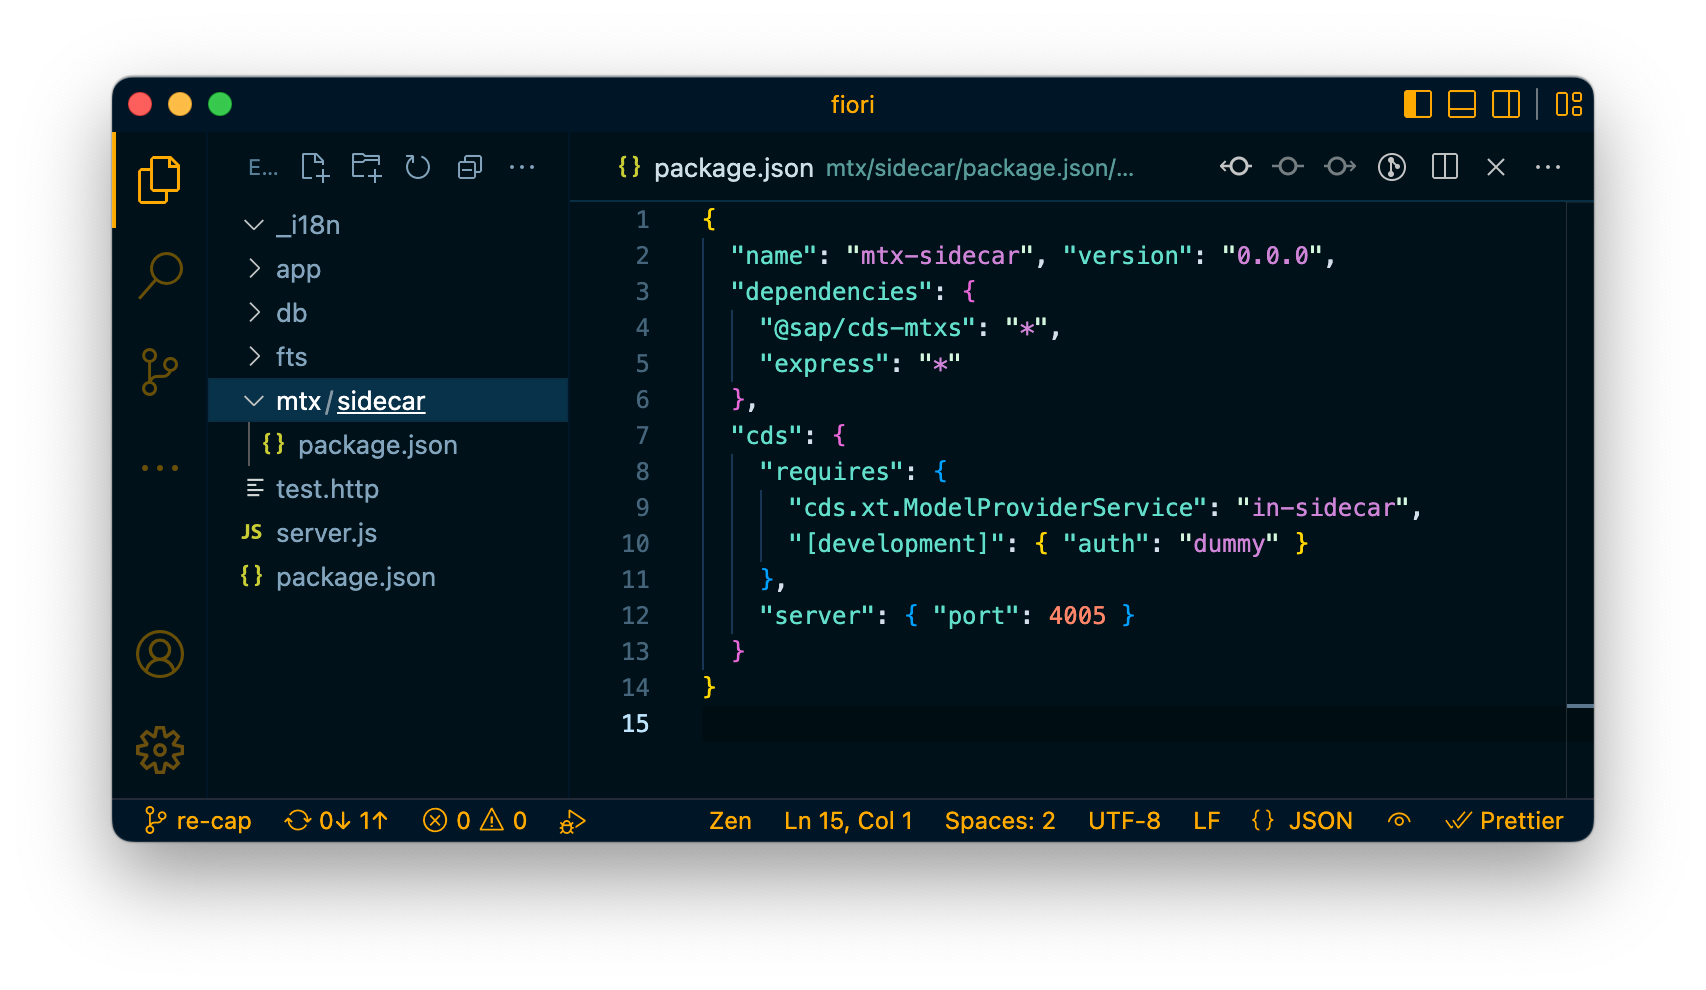 fiori
E...
_i18n
app
db
fts
mtx/sidecar
{} package.json
test.http
JS server.js
{} package.json
{} package.json mtx/sidecar/package.json/...
1 {
2   "name": "mtx-sidecar", "version": "0.0.0",
3   "dependencies": {
4     "@sap/cds-mtxs": "*",
5     "express": "*"
6   },
7   "cds": {
8     "requires": {
9       "cds.xt.ModelProviderService": "in-sidecar",
10       "[development]": { "auth": "dummy" }
11     },
12     "server": { "port": 4005 }
13   }
14 }
15
re-cap 0↓ 1↑ 0 0 Zen Ln 15, Col 1 Spaces: 2 UTF-8 LF {} JSON Prettier